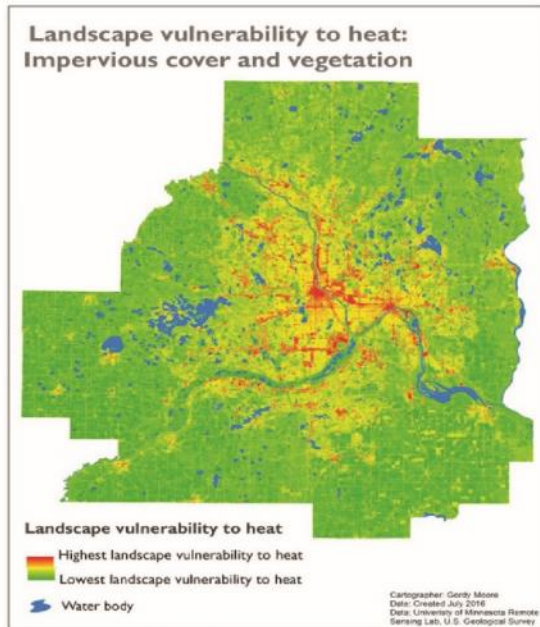 Landscape vulnerability to heat:
Impervious cover and vegetation
Landscape vulnerability to heat
Highest landscape vulnerability to heat
Lowest landscape vulnerability to heat
Water body
Cartographer: Gordy Moore
Date: Created July 2016
Data: Univeristy of Minnesota Remote
Sensing Lab, U.S. Geological Survey